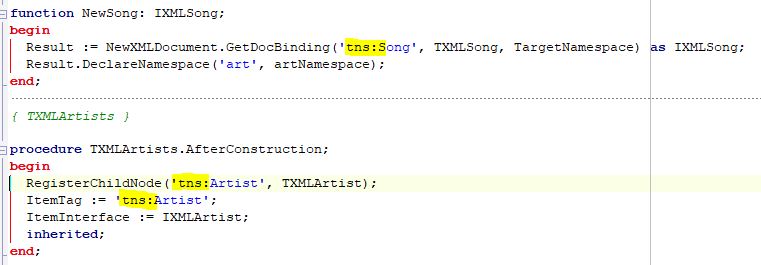 function NewSong: IXMLSong;
begin
  Result := NewXMLDocument.GetDocBinding('tns:Song', TXMLSong, TargetNamespace) as IXMLSong;
  Result.DeclareNamespace('art', artNamespace);
end;
{ TXMLArtists }
procedure TXMLArtists.AfterConstruction;
begin
  RegisterChildNode('tns:Artist', TXMLArtist);
  ItemTag := 'tns:Artist';
  ItemInterface := IXMLArtist;
  inherited;
end;